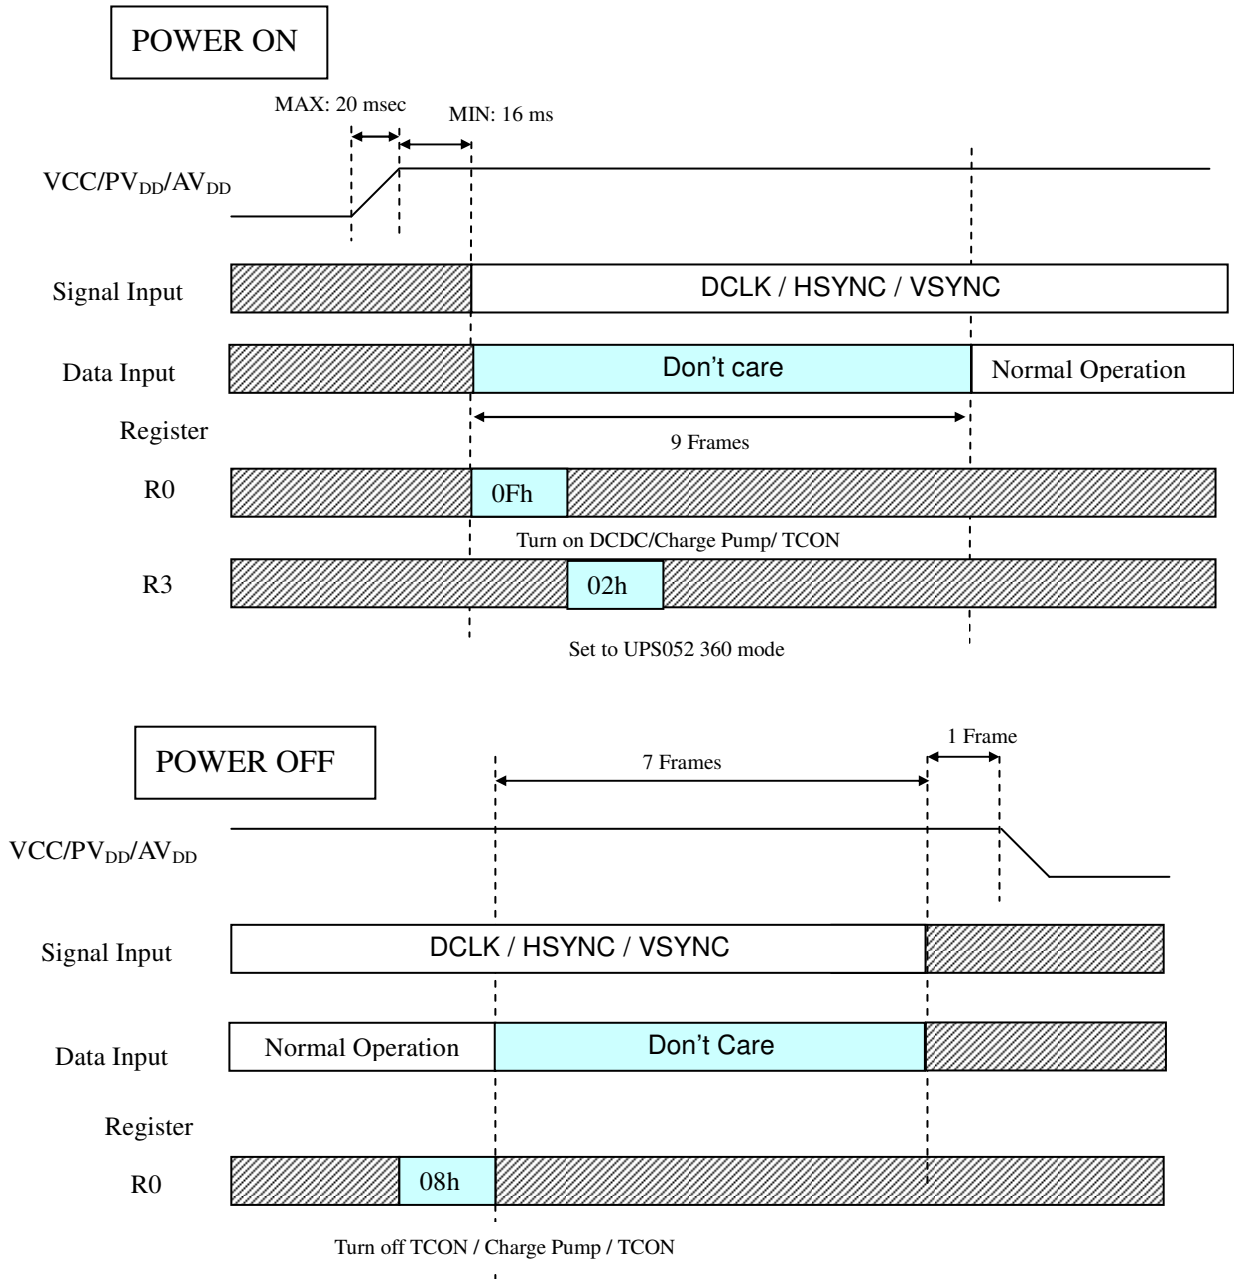 POWER ON
MAX: 20 msec
MIN: 16 ms
VCC/PVDD/AVDD
Signal Input
DCLK / HSYNC / VSYNC
Data Input
Don't care
Normal Operation
Register
9 Frames
R0
0Fh
Turn on DCDC/Charge Pump/ TCON
R3
02h
Set to UPS052 360 mode
POWER OFF
7 Frames
1 Frame
VCC/PVDD/AVDD
Signal Input
DCLK / HSYNC / VSYNC
Data Input
Normal Operation
Don't Care
Register
R0
08h
Turn off TCON / Charge Pump / TCON